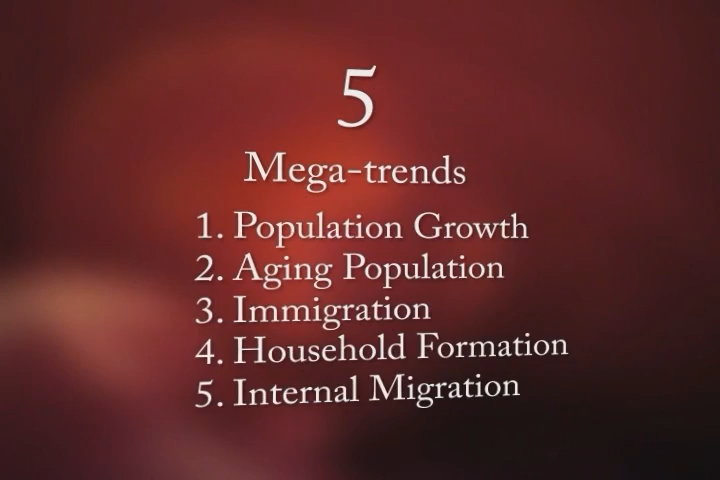 5
Mega-trends
1. Population Growth
2. Aging Population
3. Immigration
4. Household Formation
5. Internal Migration